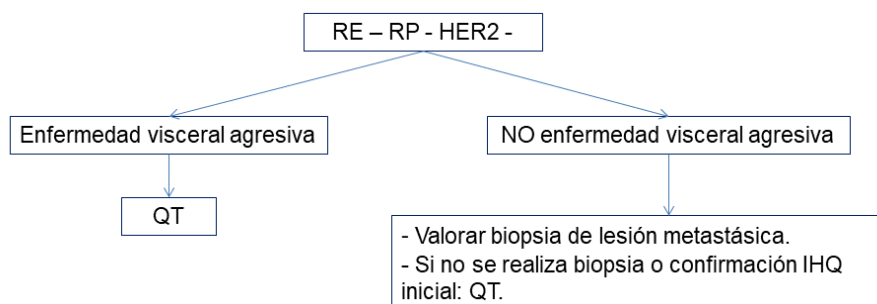 RE – RP - HER2 -
Enfermedad visceral agresiva
NO enfermedad visceral agresiva
QT
- Valorar biopsia de lesión metastásica.
- Si no se realiza biopsia o confirmación IHQ
inicial: QT.